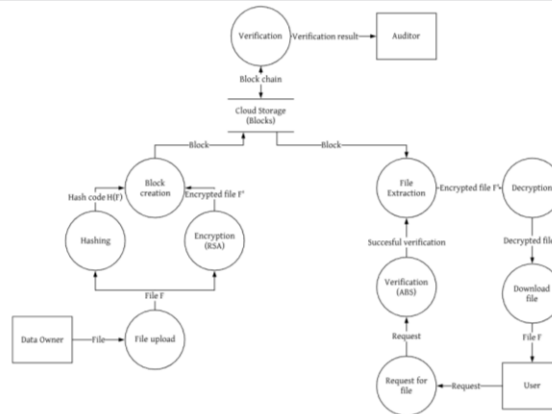 Verification
Verification result
Auditor
Block chain
Cloud Storage
(Blocks)
Block
Block
Block
creation
File
Extraction
Encrypted file F'
Decryption
Hash code H(F)
Encrypted file F'
Hashing
Encryption
(RSA)
Succesful verification
Decrypted file
Verification
(ABS)
Download
file
File F
Data Owner
File
File upload
Request
File F
Request for
file
Request
User